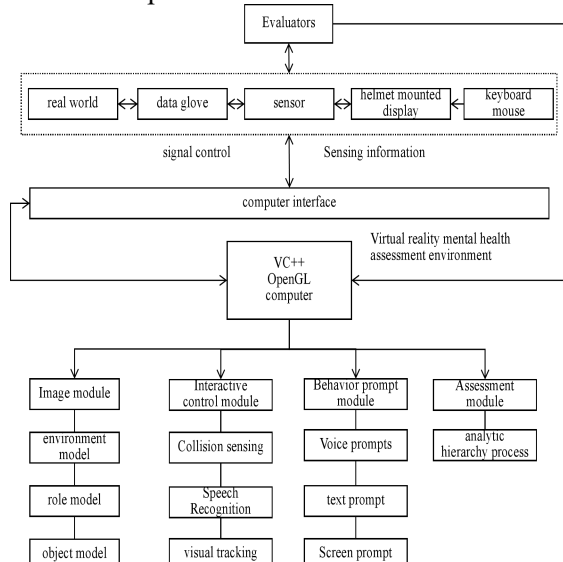 Evaluators
real world
data glove
sensor
helmet mounted
display
keyboard
mouse
signal control
Sensing information
computer interface
Virtual reality mental health
assessment environment
VC++
OpenGL
computer
Image module
Interactive
control module
Behavior prompt
module
Assessment
module
environment
model
Collision sensing
Voice prompts
analytic
hierarchy process
role model
Speech
Recognition
text prompt
object model
visual tracking
Screen prompt